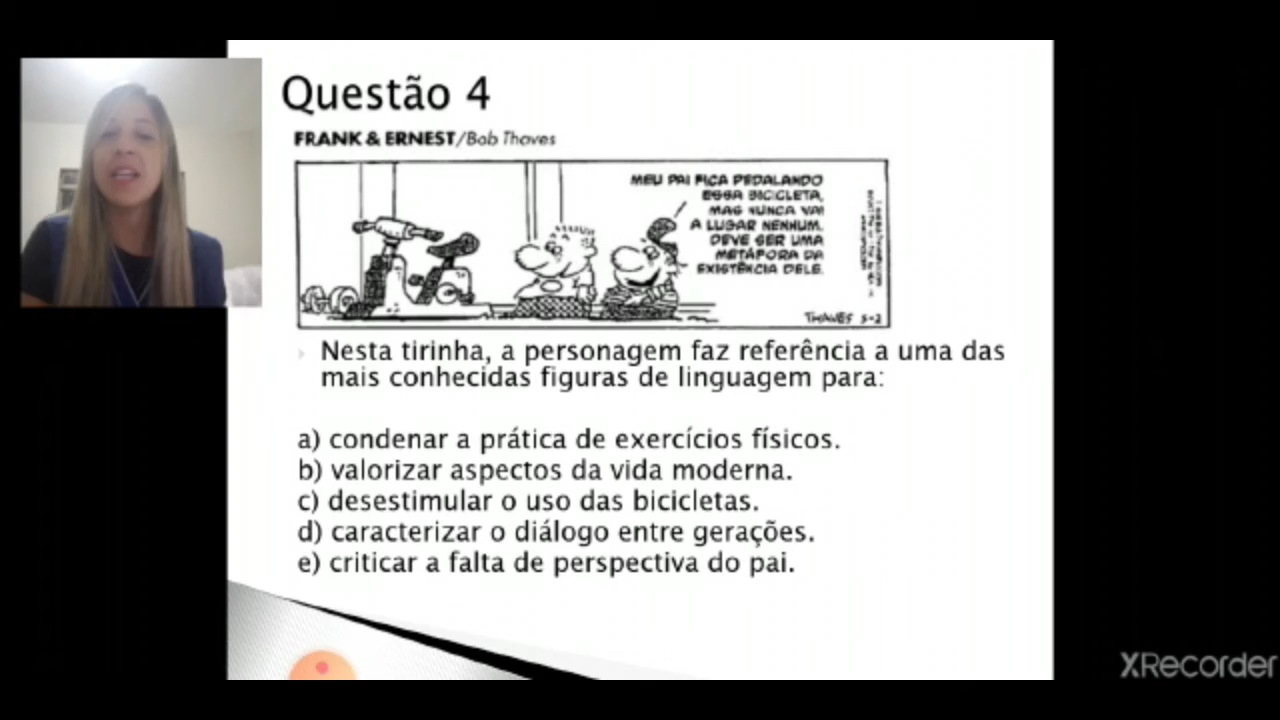 Questão 4
FRANK & ERNEST/Bob Thaves
MEU PAI FICA PEDALANDO
ESSA BICICLETA,
MAS NUNCA VAI
A LUGAR NENHUM.
DEVE SER UMA
METÁFORA DA
EXISTÊNCIA DELE.
THAVES 5-2
Nesta tirinha, a personagem faz referência a uma das
mais conhecidas figuras de linguagem para:
a) condenar a prática de exercícios físicos.
b) valorizar aspectos da vida moderna.
c) desestimular o uso das bicicletas.
d) caracterizar o diálogo entre gerações.
e) criticar a falta de perspectiva do pai.
XRecorder